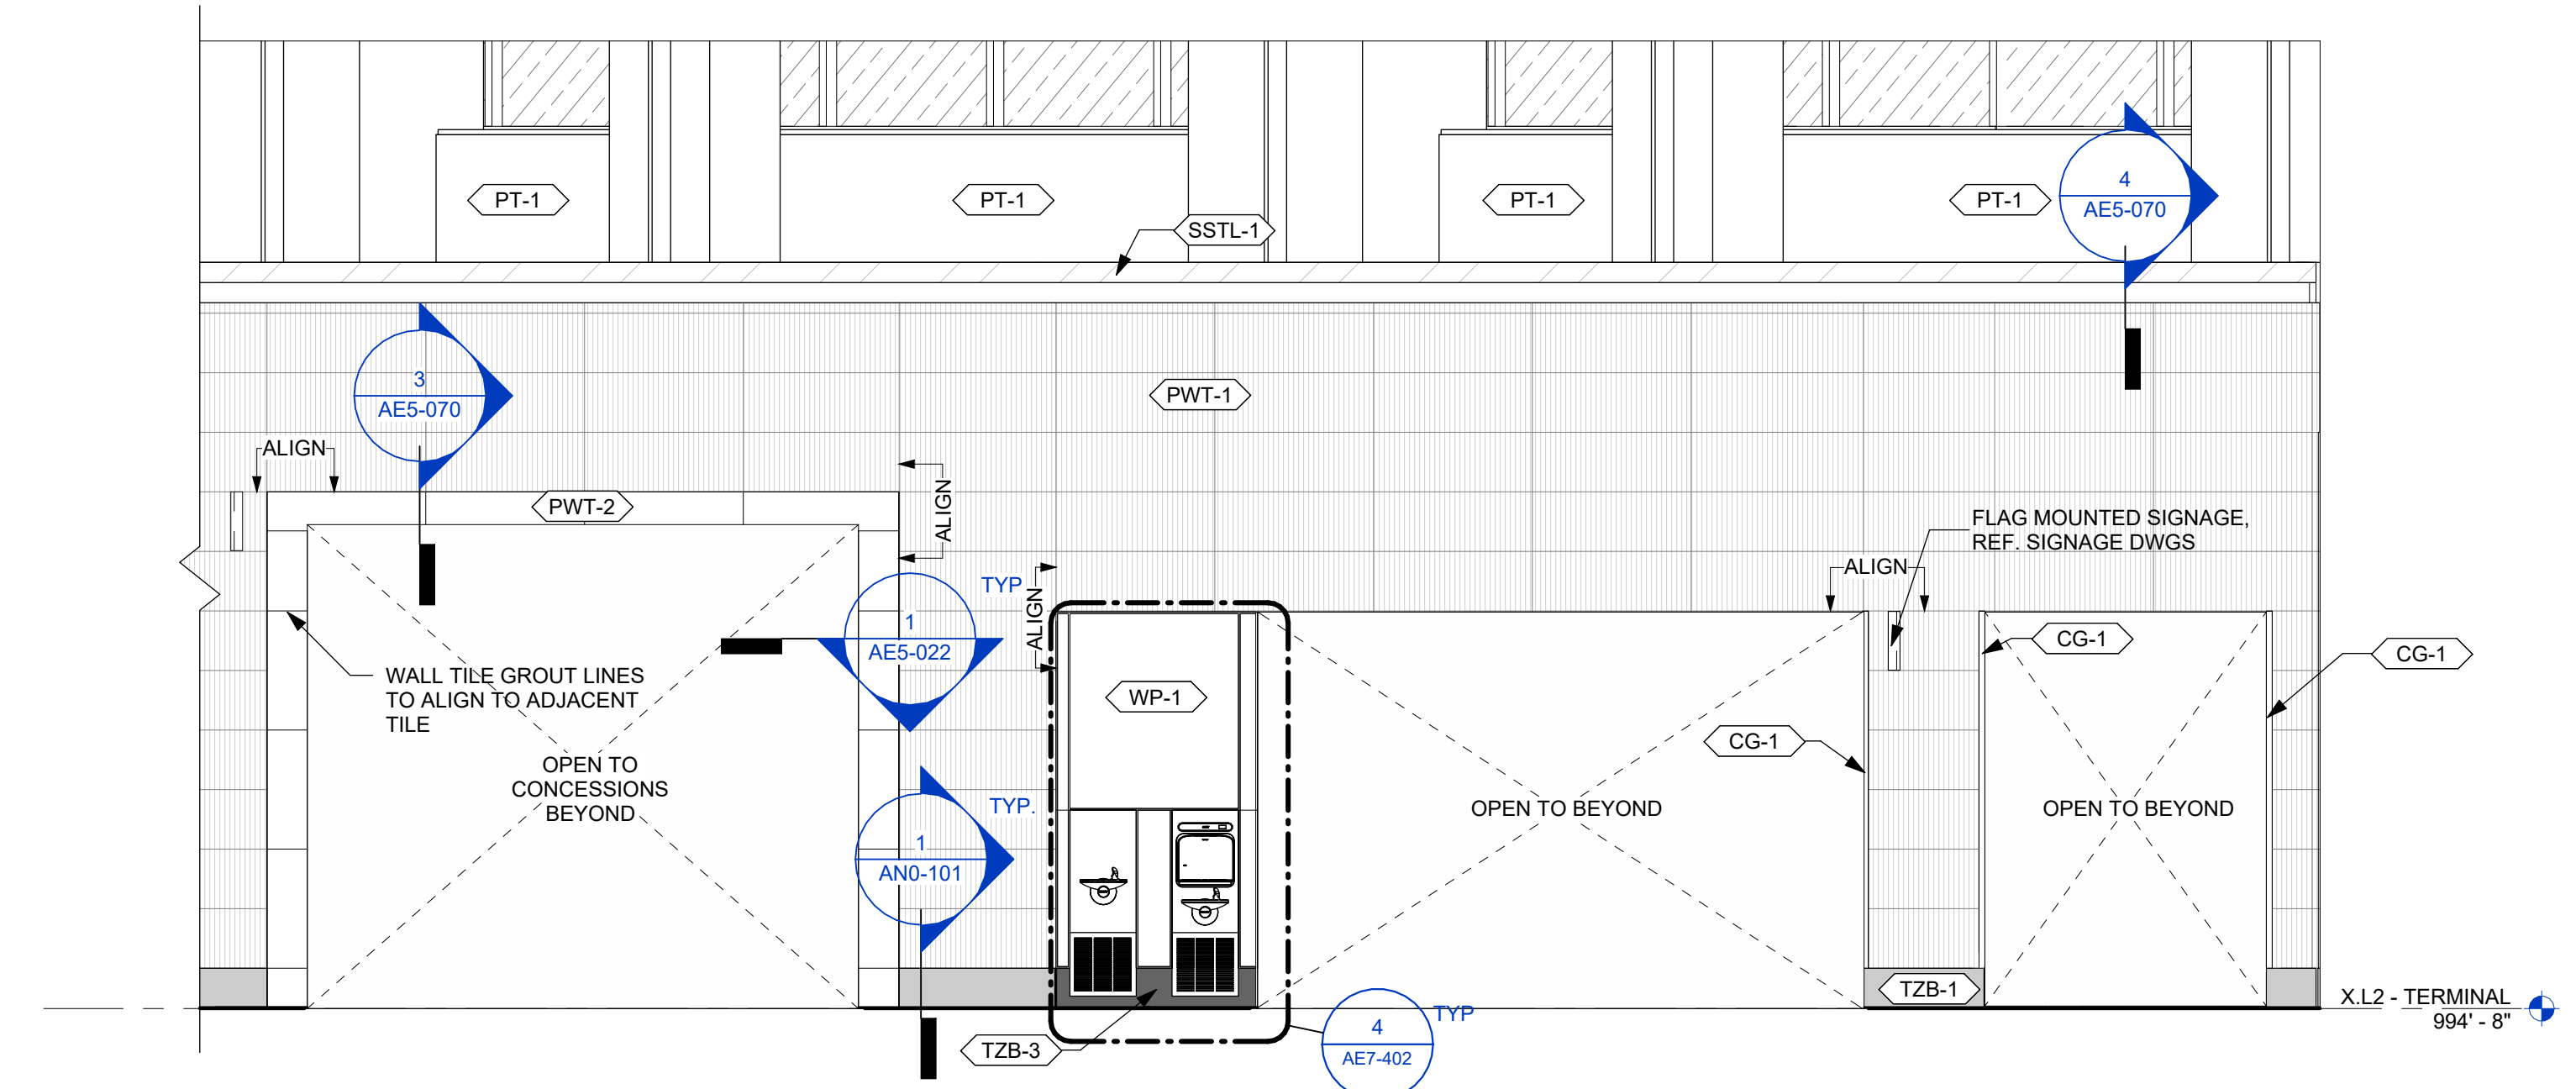 PT-1
PT-1
PT-1
PT-1
4
AE5-070
SSTL-1
3
AE5-070
PWT-1
ALIGN
PWT-2
ALIGN
FLAG MOUNTED SIGNAGE,
REF. SIGNAGE DWGS
ALIGN
TYP
ALIGN
1
AE5-022
CG-1
CG-1
WALL TILE GROUT LINES
TO ALIGN TO ADJACENT
TILE
WP-1
CG-1
OPEN TO
CONCESSIONS
BEYOND
TYP.
OPEN TO BEYOND
OPEN TO BEYOND
1
AN0-101
TZB-1
X.L2 - TERMINAL
994' - 8"
TZB-3
4
AE7-402
TYP